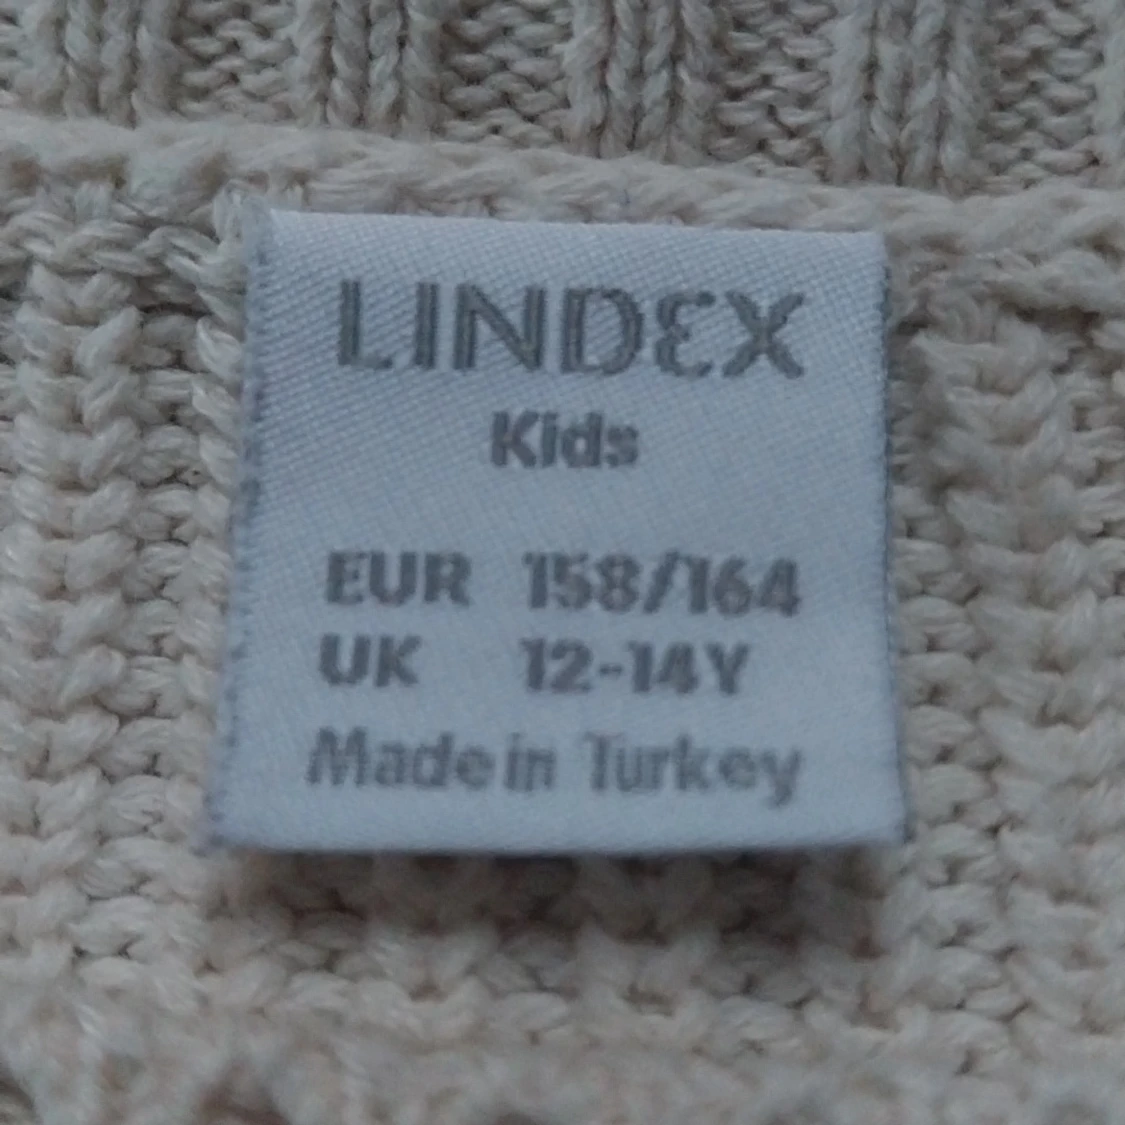 LINDEX
Kids
EUR 158/164
UK 12-14Y
Made in Turkey